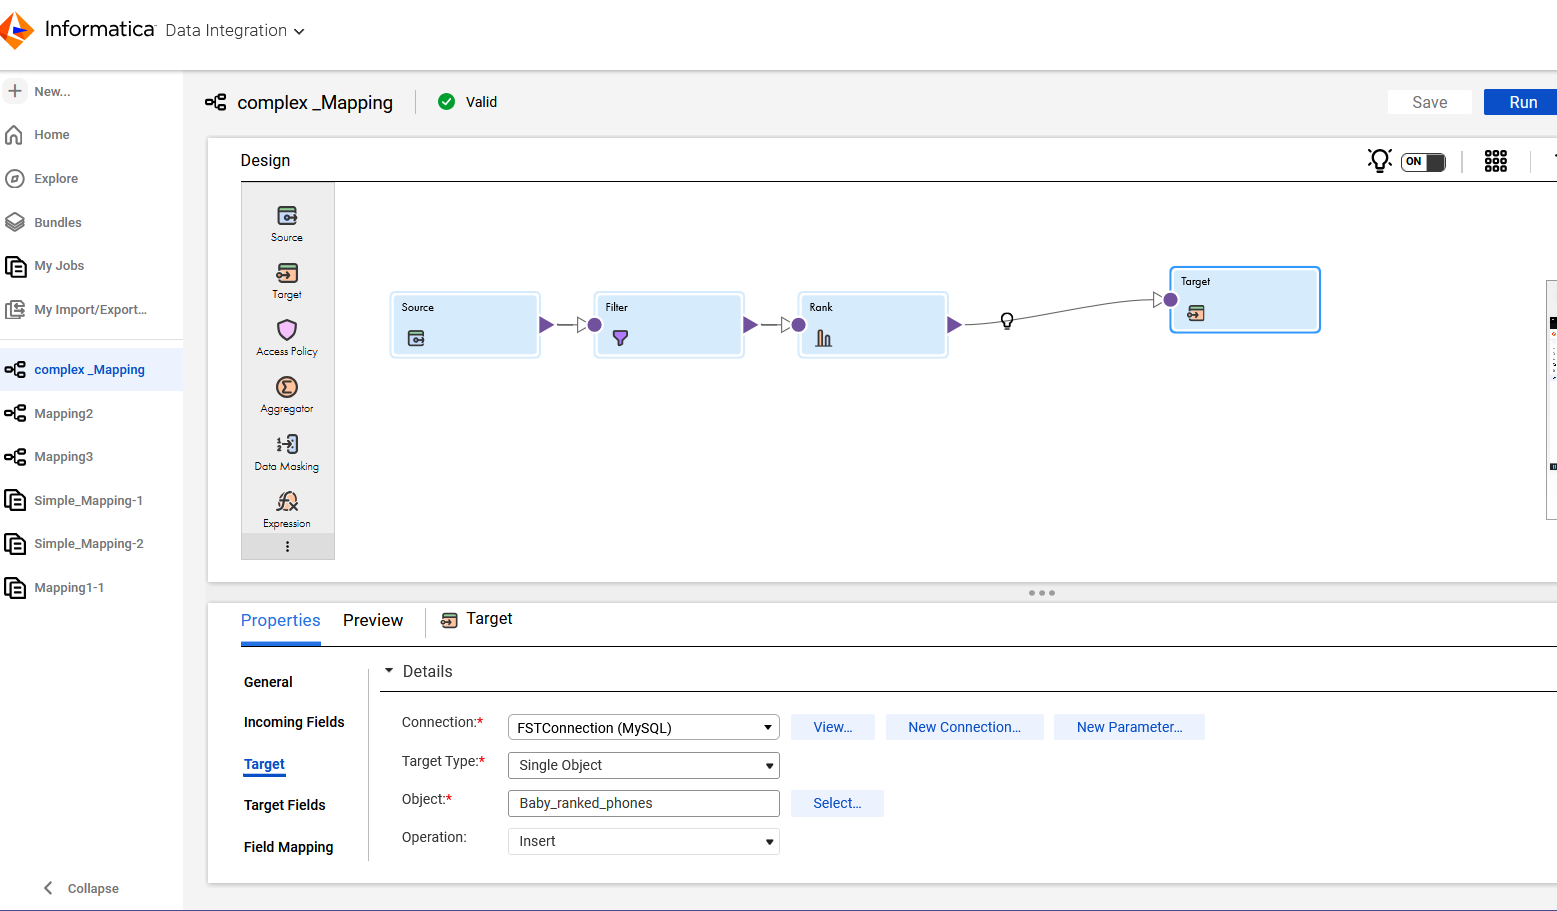 Informatica Data Integration
New...
Home
Explore
Bundles
My Jobs
My Import/Export...
complex _Mapping
Mapping2
Mapping3
Simple_Mapping-1
Simple_Mapping-2
Mapping1-1
Collapse
complex _Mapping
Valid
Save
Run
Design
ON
Source
Target
Access Policy
Aggregator
Data Masking
Expression
Source
Filter
Rank
Target
Properties
Preview
Target
General
Incoming Fields
Target
Target Fields
Field Mapping
Details
Connection:* FSTConnection (MySQL) View... New Connection... New Parameter...
Target Type:* Single Object
Object:* Baby_ranked_phones Select...
Operation: Insert